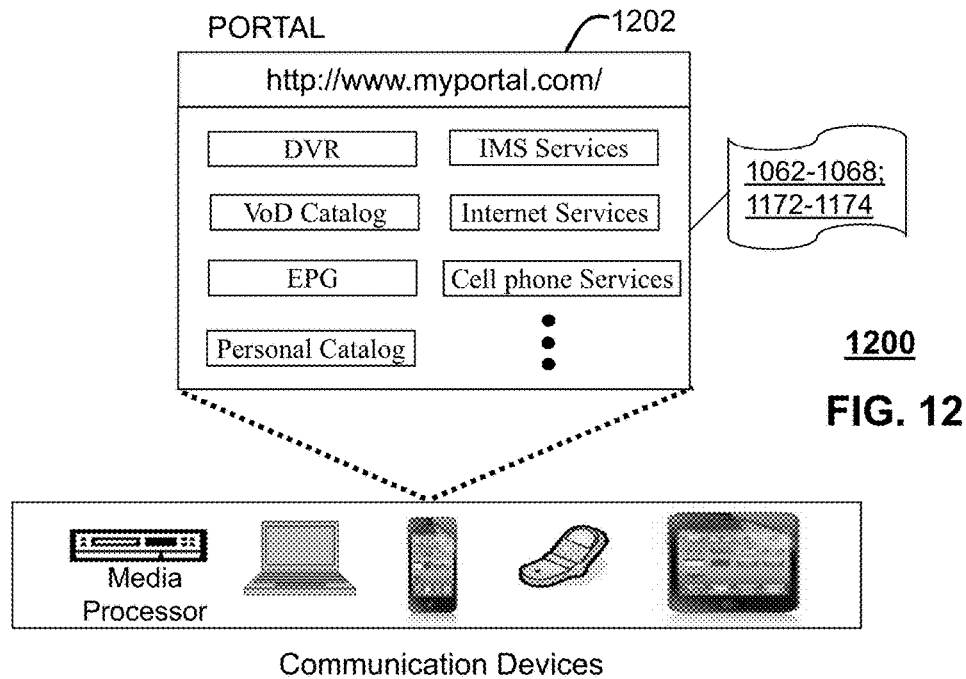 PORTAL
1202
http://www.myportal.com/
DVR
IMS Services
VoD Catalog
Internet Services
EPG
Cell phone Services
Personal Catalog
1062-1068;
1172-1174
1200
FIG. 12
Media
Processor
Communication Devices